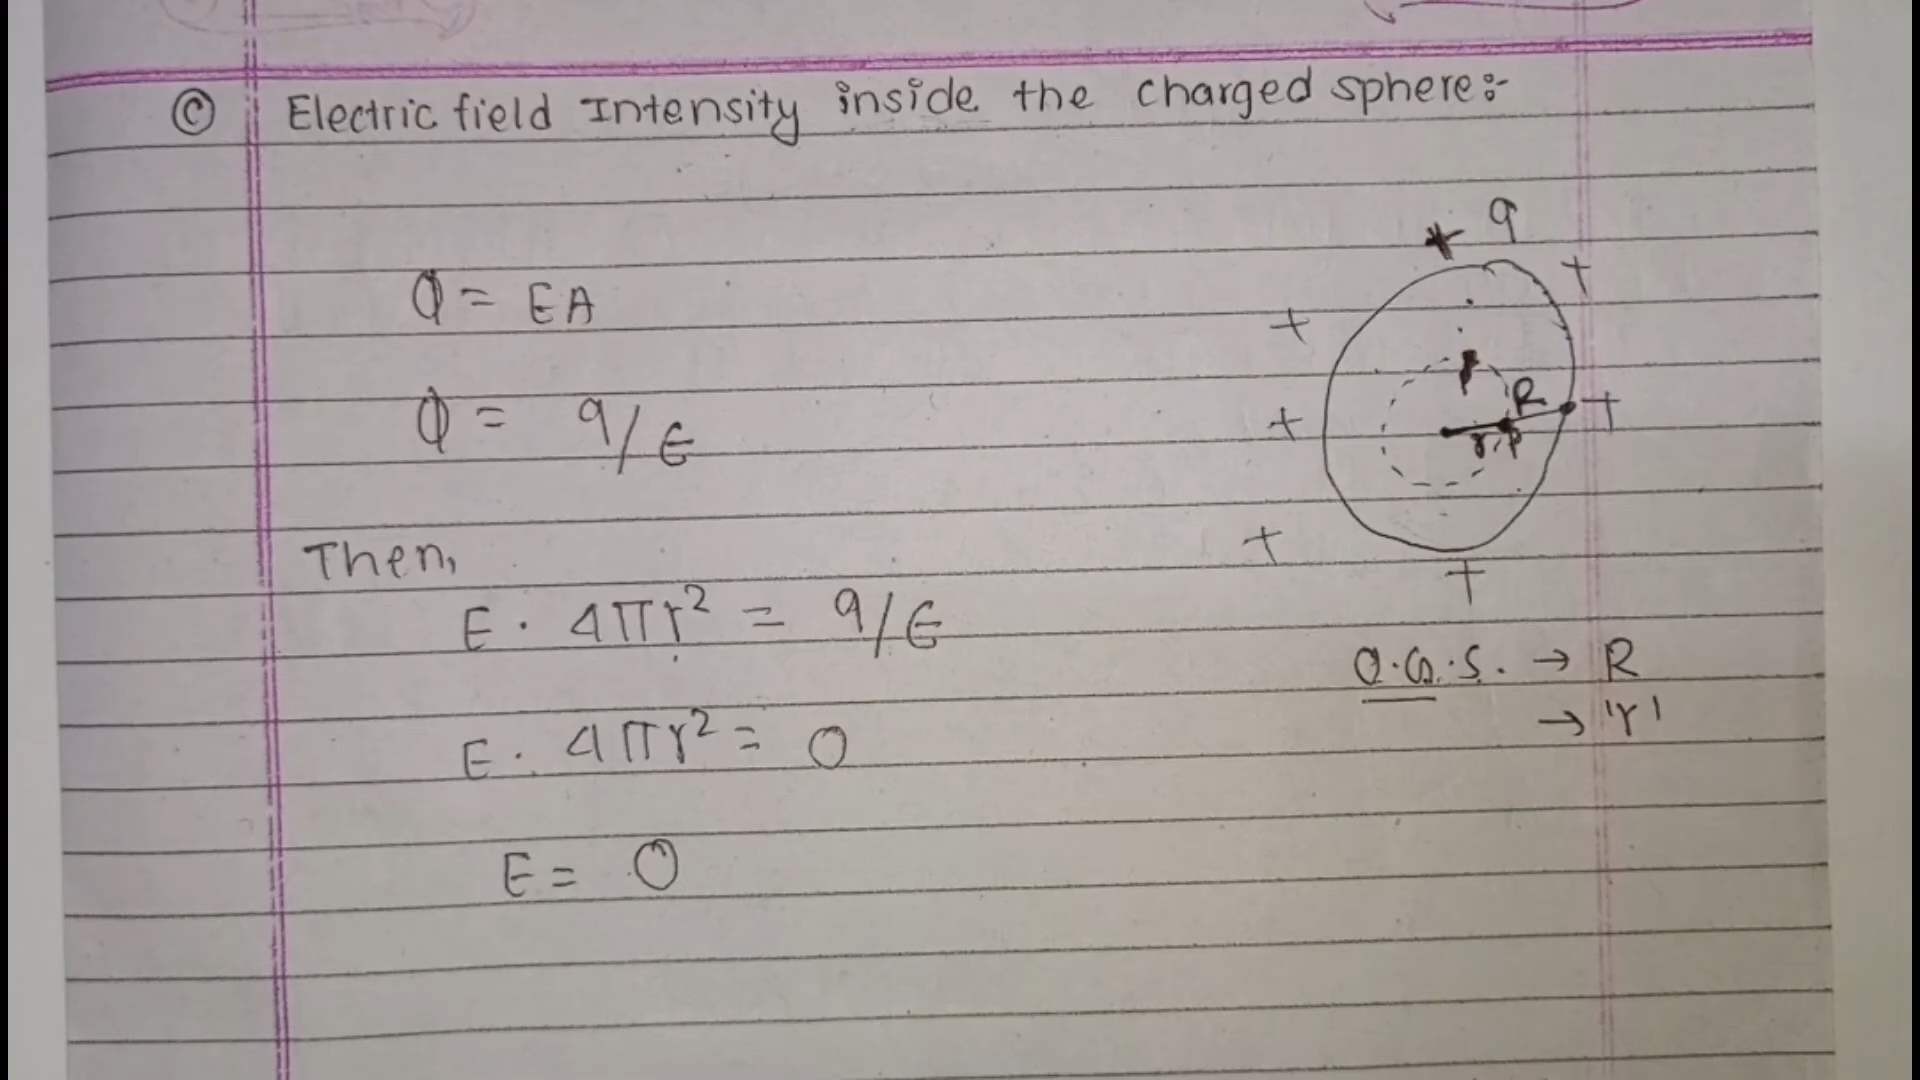 © Electric field Intensity inside the charged sphere:-
q
+ +
+
Φ = EA
R
+ +
r P
Φ = q/ϵ
+
Then,
+
E · 4πr² = q/ϵ
→ R
E · 4πr² = 0
→ 'r'
E = 0